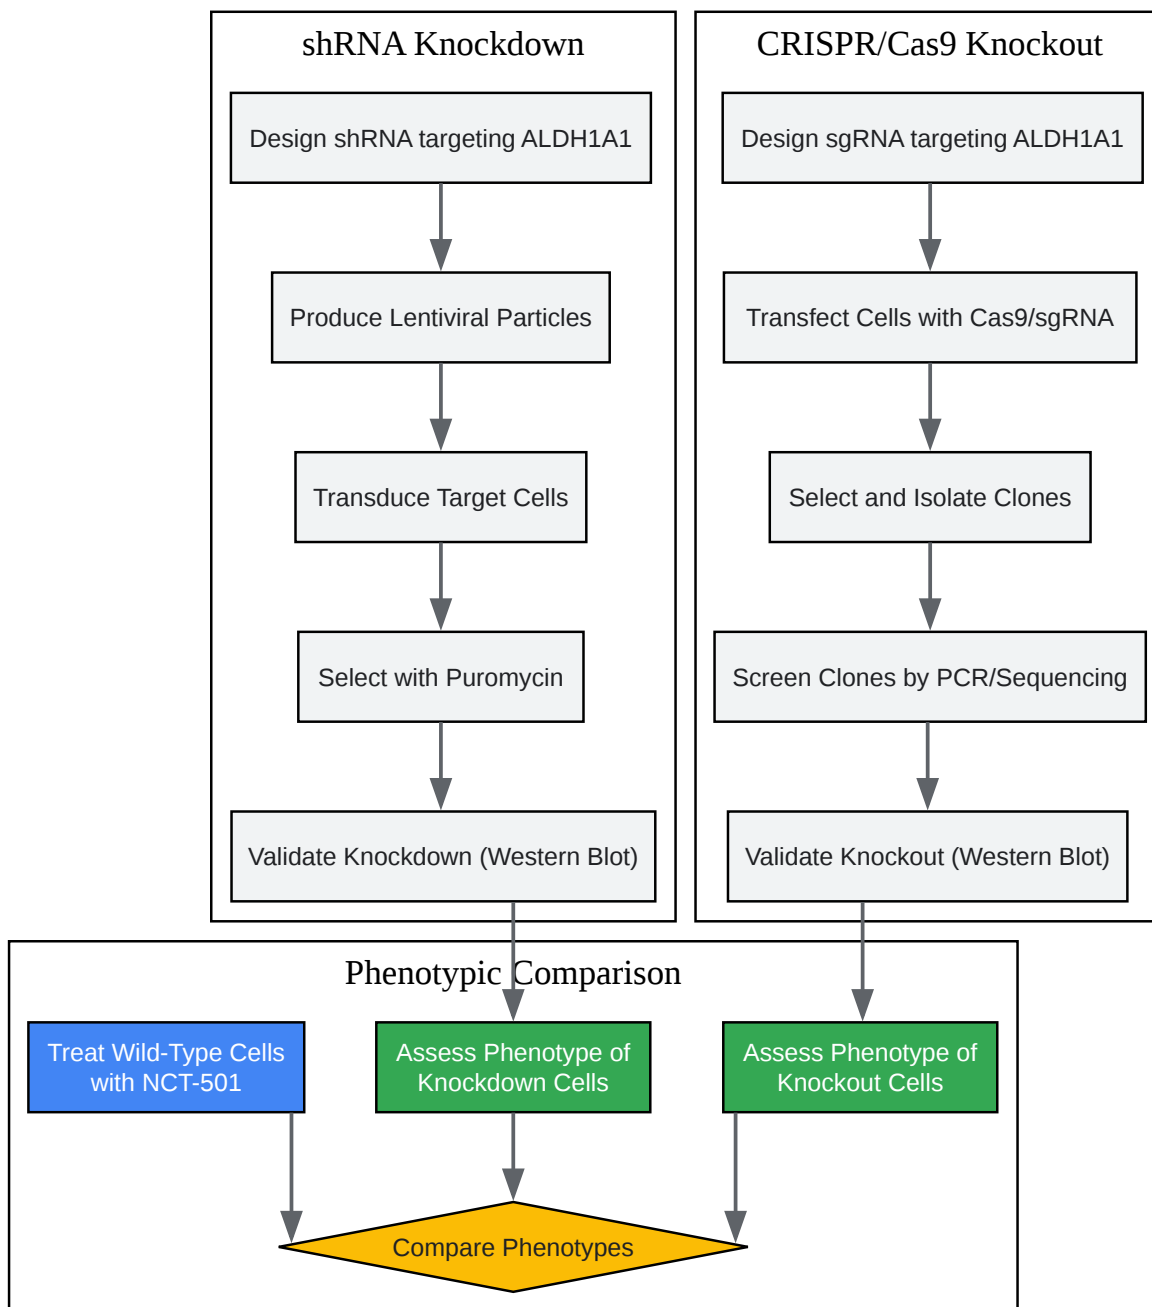 shRNA Knockdown
Design shRNA targeting ALDH1A1
Produce Lentiviral Particles
Transduce Target Cells
Select with Puromycin
Validate Knockdown (Western Blot)
CRISPR/Cas9 Knockout
Design sgRNA targeting ALDH1A1
Transfect Cells with Cas9/sgRNA
Select and Isolate Clones
Screen Clones by PCR/Sequencing
Validate Knockout (Western Blot)
Phenotypic Comparison
Treat Wild-Type Cells
with NCT-501
Assess Phenotype of
Knockdown Cells
Assess Phenotype of
Knockout Cells
Compare Phenotypes